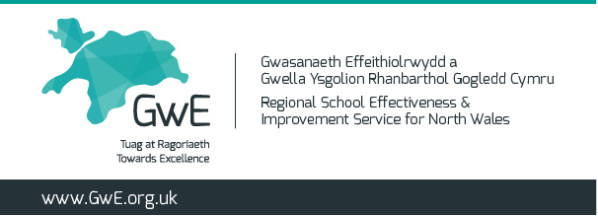 GwE
Tuag at Ragoriaeth
Towards Excellence
Gwasanaeth Effeithiolrwydd a
Gwella Ysgolion Rhanbarthol Gogledd Cymru
Regional School Effectiveness &
Improvement Service for North Wales
www.GwE.org.uk